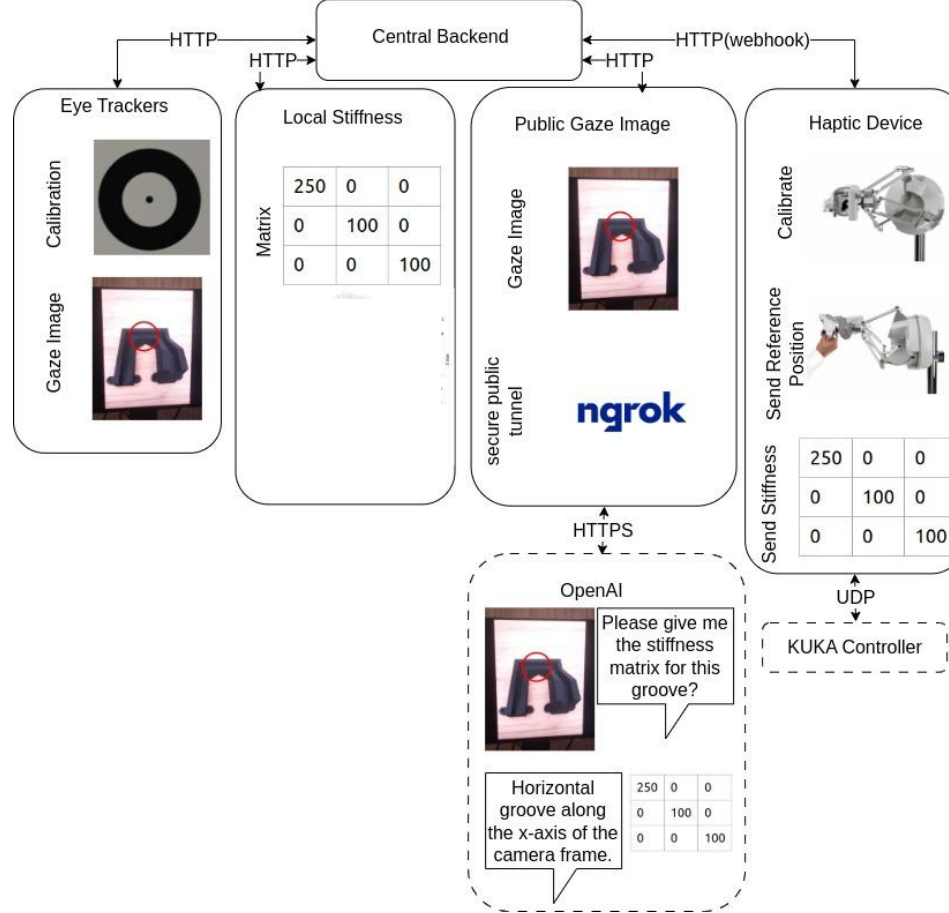 Central Backend
HTTP
HTTP
HTTP
HTTP(webhook)
Eye Trackers
Calibration
Gaze Image
Local Stiffness
Matrix
250 0 0
0 100 0
0 0 100
Public Gaze Image
Gaze Image
secure public
tunnel
ngrok
Haptic Device
Calibrate
Send Reference
Position
Send Stiffness
250 0 0
0 100 0
0 0 100
HTTPS
UDP
KUKA Controller
OpenAI
Please give me
the stiffness
matrix for this
groove?
Horizontal
groove along
the x-axis of the
camera frame.
250 0 0
0 100 0
0 0 100